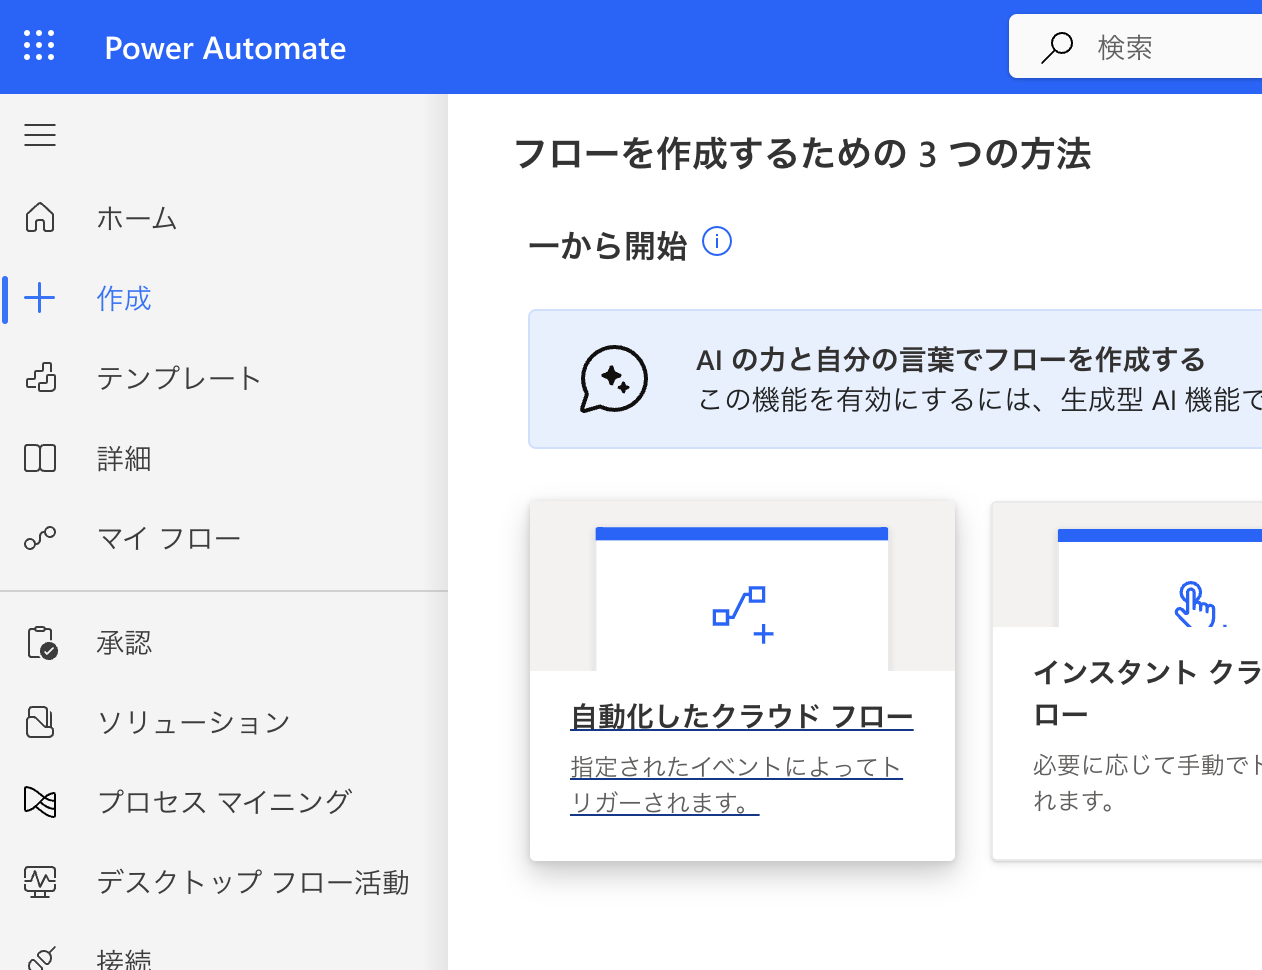 Power Automate
検索
ホーム
作成
テンプレート
詳細
マイ フロー
承認
ソリューション
プロセス マイニング
デスクトップ フロー活動
接続
フローを作成するための 3 つの方法
一から開始
AI の力と自分の言葉でフローを作成する
この機能を有効にするには、生成型 AI 機能で
自動化したクラウド フロー
指定されたイベントによってト
リガーされます。
インスタント クラ
ロー
必要に応じて手動でト
れます。